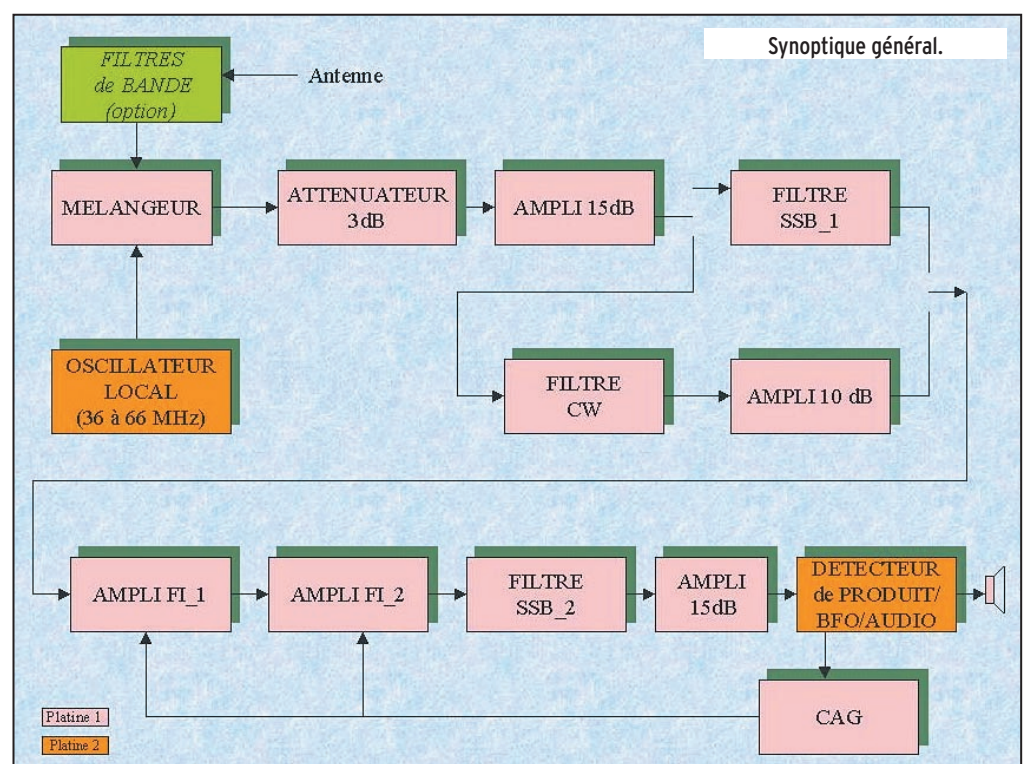 Synoptique général.
FILTRES
de BANDE
(option)
Antenne
MELANGEUR
ATTENUATEUR
3dB
AMPLI 15dB
FILTRE
SSB_1
OSCILLATEUR
LOCAL
(36 à 66 MHz)
FILTRE
CW
AMPLI 10 dB
AMPLI FI_1
AMPLI FI_2
FILTRE
SSB_2
AMPLI
15dB
DETECTEUR
de PRODUIT/
BFO/AUDIO
CAG
Platine 1
Platine 2